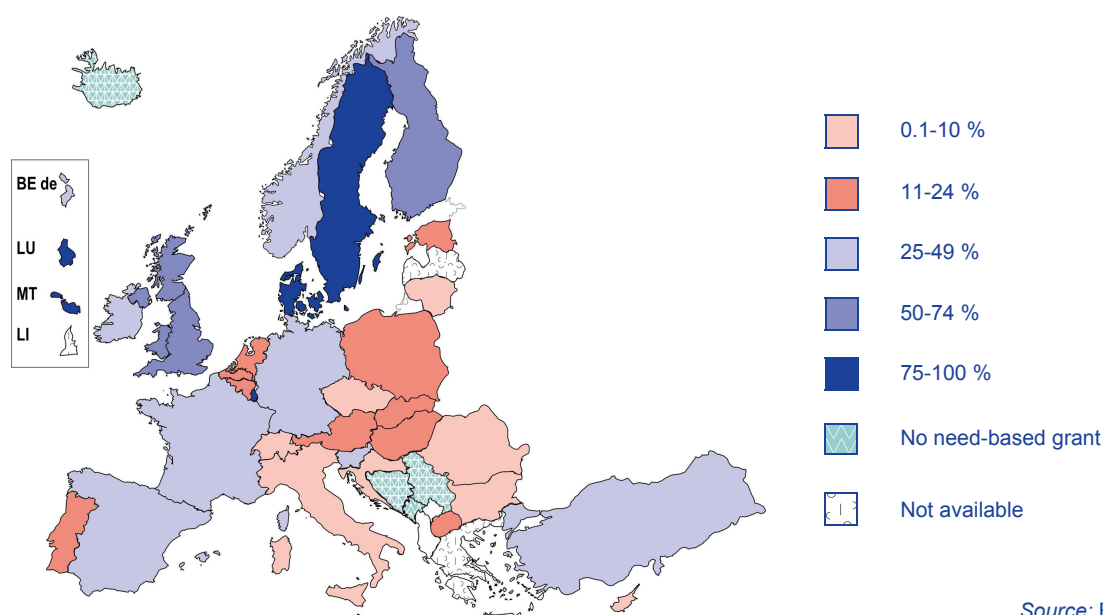 BE de
LU
MT
LI
0.1-10 %
11-24 %
25-49 %
50-74 %
75-100 %
No need-based grant
Not available
Source: